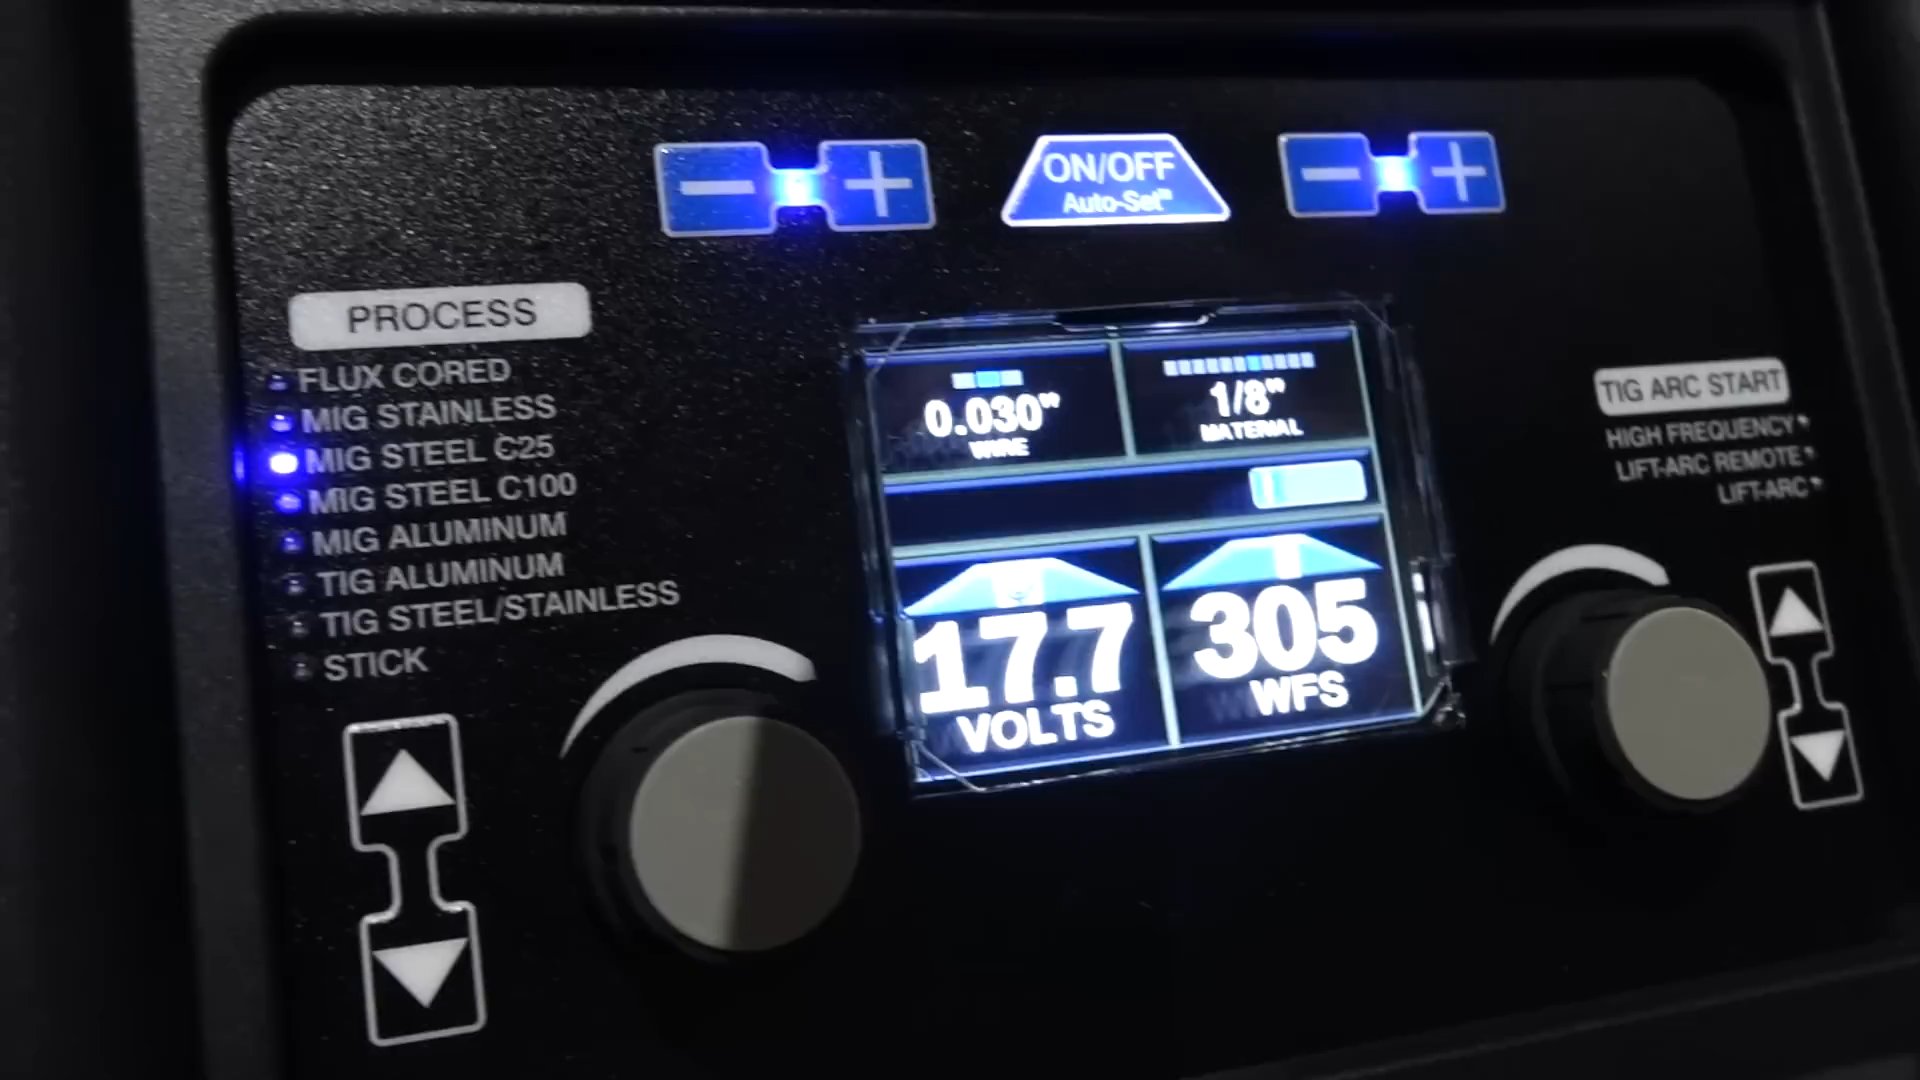 ON/OFF
Auto-Set™
PROCESS
FLUX CORED
MIG STAINLESS
MIG STEEL C25
MIG STEEL C100
MIG ALUMINUM
TIG ALUMINUM
TIG STEEL/STAINLESS
STICK
0.030"
WIRE
1/8"
MATERIAL
17.7
VOLTS
305
WFS
TIG ARC START
HIGH FREQUENCY
LIFT-ARC REMOTE
LIFT-ARC